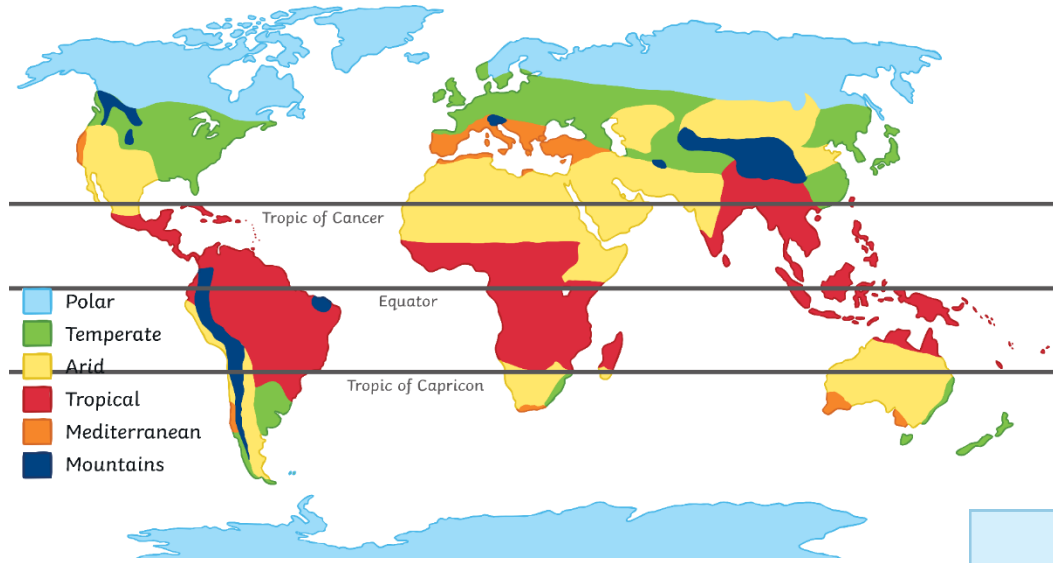 Tropic of Cancer
Equator
Tropic of Capricon
Polar
Temperate
Arid
Tropical
Mediterranean
Mountains